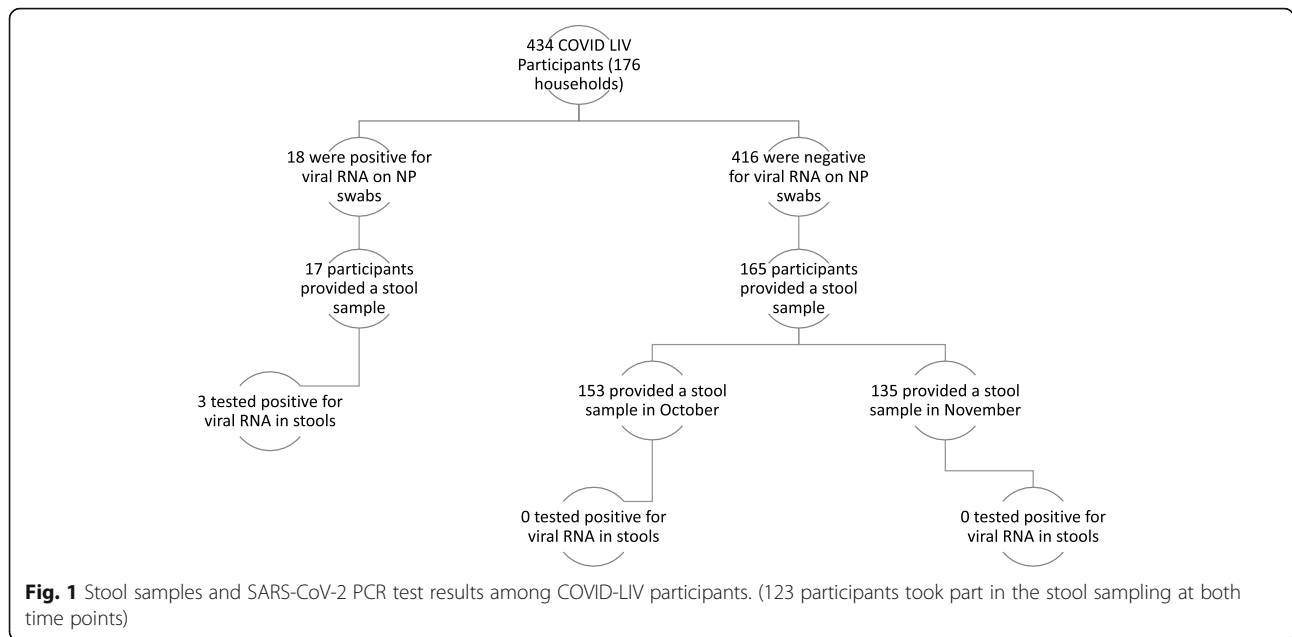 434 COVID LIV
Participants (176
households)
18 were positive for
viral RNA on NP
swabs
416 were negative
for viral RNA on NP
swabs
17 participants
provided a stool
sample
165 participants
provided a stool
sample
3 tested positive for
viral RNA in stools
153 provided a stool
sample in October
135 provided a stool
sample in November
0 tested positive for
viral RNA in stools
0 tested positive for
viral RNA in stools
Fig. 1 Stool samples and SARS-CoV-2 PCR test results among COVID-LIV participants. (123 participants took part in the stool sampling at both
time points)